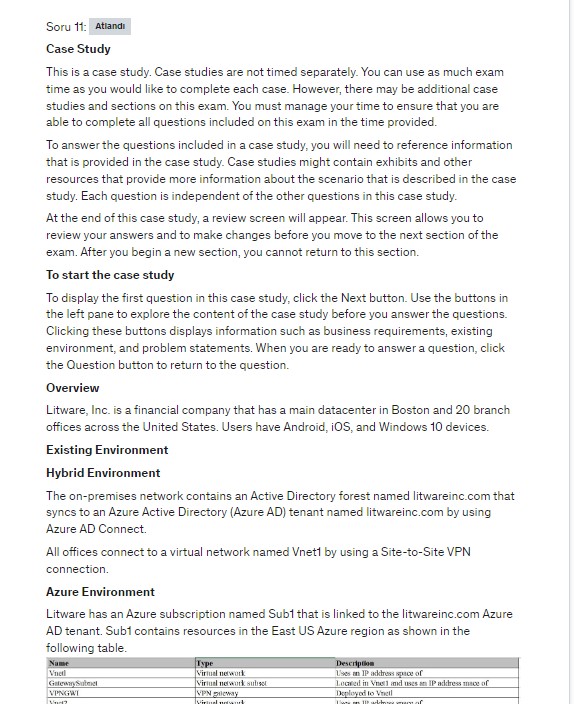 Soru 11: Atlandı
Case Study
This is a case study. Case studies are not timed separately. You can use as much exam
time as you would like to complete each case. However, there may be additional case
studies and sections on this exam. You must manage your time to ensure that you are
able to complete all questions included on this exam in the time provided.
To answer the questions included in a case study, you will need to reference information
that is provided in the case study. Case studies might contain exhibits and other
resources that provide more information about the scenario that is described in the case
study. Each question is independent of the other questions in this case study.
At the end of this case study, a review screen will appear. This screen allows you to
review your answers and to make changes before you move to the next section of the
exam. After you begin a new section, you cannot return to this section.
To start the case study
To display the first question in this case study, click the Next button. Use the buttons in
the left pane to explore the content of the case study before you answer the questions.
Clicking these buttons displays information such as business requirements, existing
environment, and problem statements. When you are ready to answer a question, click
the Question button to return to the question.
Overview
Litware, Inc. is a financial company that has a main datacenter in Boston and 20 branch
offices across the United States. Users have Android, iOS, and Windows 10 devices.
Existing Environment
Hybrid Environment
The on-premises network contains an Active Directory forest named litwareinc.com that
syncs to an Azure Active Directory (Azure AD) tenant named litwareinc.com by using
Azure AD Connect.
All offices connect to a virtual network named Vnet1 by using a Site-to-Site VPN
connection.
Azure Environment
Litware has an Azure subscription named Sub1 that is linked to the litwareinc.com Azure
AD tenant. Sub1 contains resources in the East US Azure region as shown in the
following table.
Name Type Description
Vnet1 Virtual network Uses an IP address space of
GatewaySubnet Virtual network subnet Located in Vnet1 and uses an IP address space of
VPNGW1 VPN gateway Deployed to Vnet1